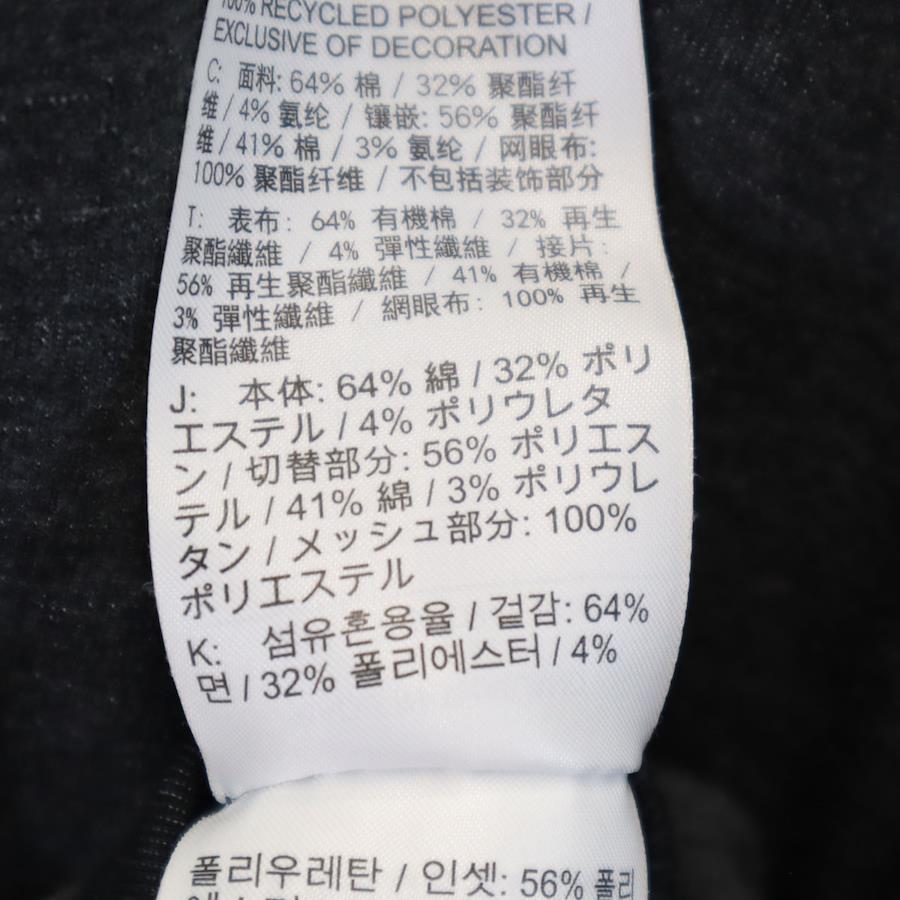 100% RECYCLED POLYESTER /
EXCLUSIVE OF DECORATION
C: 面料: 64% 棉 / 32% 聚酯纤
维 / 4% 氨纶 / 镶嵌: 56% 聚酯纤
维 / 41% 棉 / 3% 氨纶 / 网眼布:
100% 聚酯纤维 / 不包括装饰部分
T: 表布: 64% 有機棉 / 32% 再生
聚酯纖維 / 4% 彈性纖維 / 接片:
56% 再生聚酯纖維 / 41% 有機棉 /
3% 彈性纖維 / 網眼布: 100% 再生
聚酯纖維
J: 本体: 64% 綿 / 32% ポリ
エステル / 4% ポリウレタ
ン / 切替部分: 56% ポリエス
テル / 41% 綿 / 3% ポリウレ
タン / メッシュ部分: 100%
ポリエステル
K: 섬유혼용율 / 겉감: 64%
면 / 32% 폴리에스터 / 4%
폴리우레탄 / 인셋: 56% 폴리